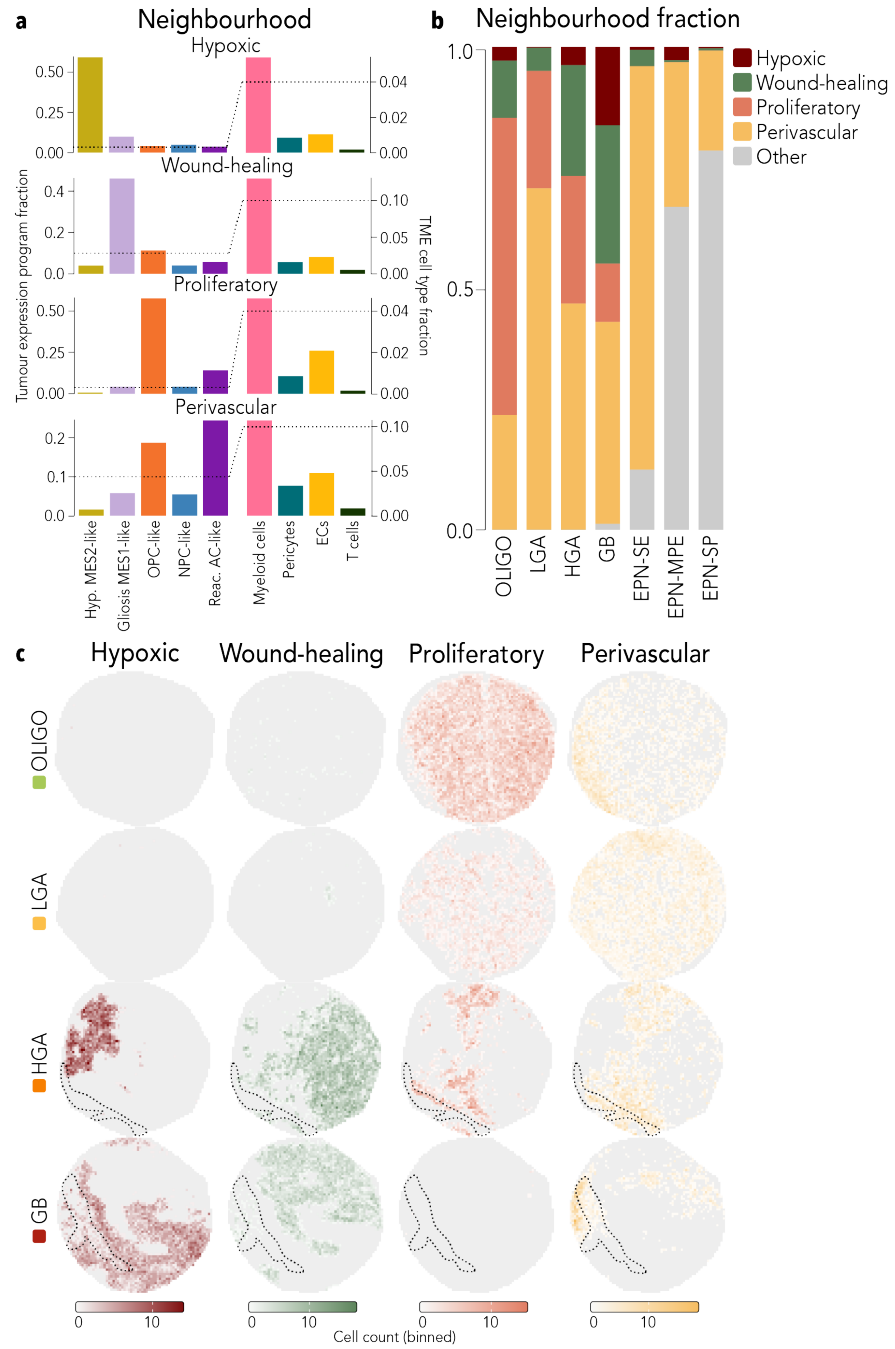 a
Neighbourhood
Hypoxic
0.50
0.25
0.00
0.04
0.02
0.00
Wound-healing
0.4
0.2
0.0
0.10
0.05
0.00
Proliferatory
0.50
0.25
0.00
0.04
0.02
0.00
Perivascular
0.2
0.1
0.0
0.10
0.05
0.00
Tumour expression program fraction
TME cell type fraction
Hyp. MES2-like
Gliosis MES1-like
OPC-like
NPC-like
Reac. AC-like
Myeloid cells
Pericytes
ECs
T cells
b
Neighbourhood fraction
1.0
0.5
0.0
OLIGO
LGA
HGA
GB
EPN-SE
EPN-MPE
EPN-SP
Hypoxic
Wound-healing
Proliferatory
Perivascular
Other
c
Hypoxic
Wound-healing
Proliferatory
Perivascular
OLIGO
LGA
HGA
GB
0 10
0 10
0 10
0 10
Cell count (binned)